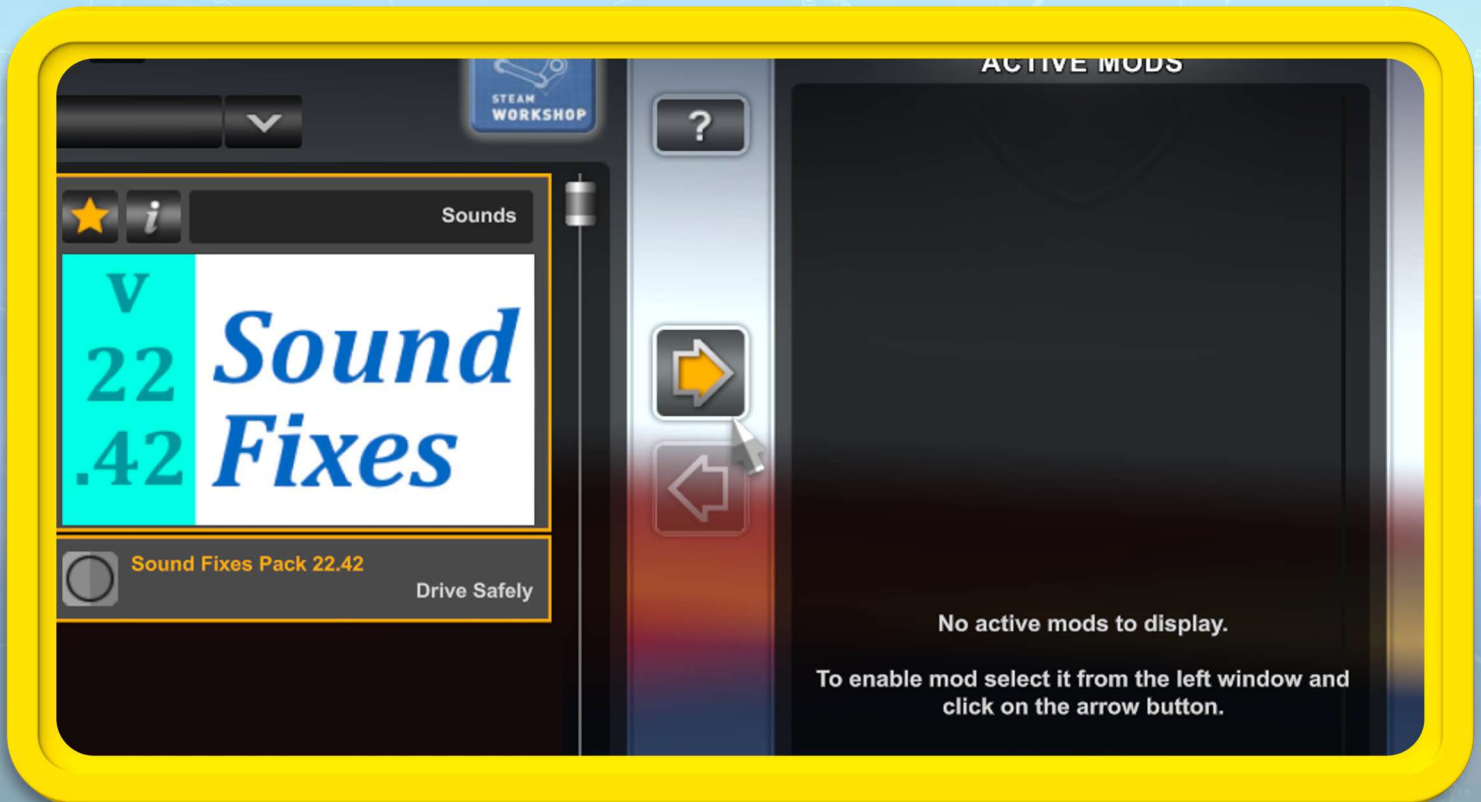 STEAM
WORKSHOP
ACTIVE MODS
?
i
Sounds
v
22
.42
Sound
Fixes
Sound Fixes Pack 22.42
Drive Safely
No active mods to display.
To enable mod select it from the left window and
click on the arrow button.